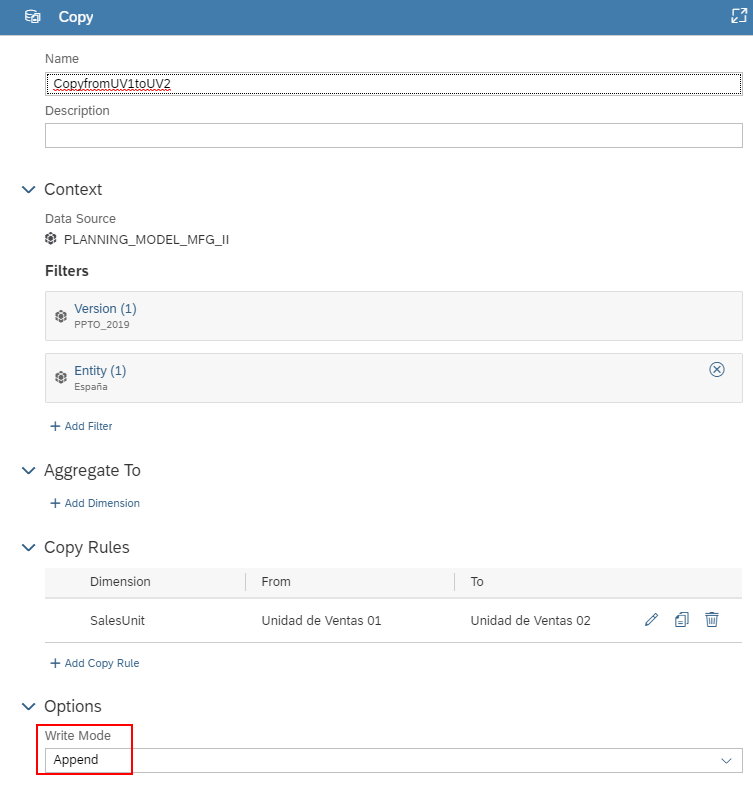 Copy
Name
CopyfromUV1toUV2
Description
Context
Data Source
PLANNING_MODEL_MFG_II
Filters
Version (1)
PPTO_2019
Entity (1)
España
+ Add Filter
Aggregate To
+ Add Dimension
Copy Rules
Dimension From To
SalesUnit Unidad de Ventas 01 Unidad de Ventas 02
+ Add Copy Rule
Options
Write Mode
Append